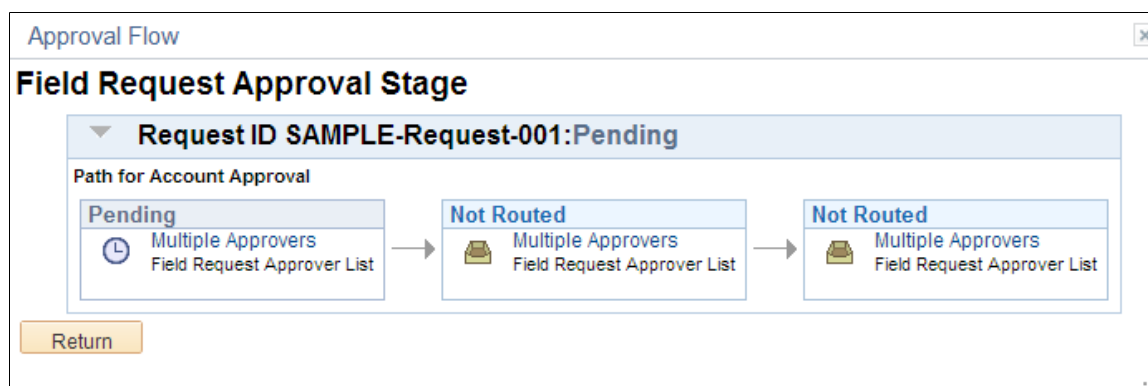 Approval Flow
Field Request Approval Stage
Request ID SAMPLE-Request-001:Pending
Path for Account Approval
Pending
Multiple Approvers
Field Request Approver List
Not Routed
Multiple Approvers
Field Request Approver List
Not Routed
Multiple Approvers
Field Request Approver List
Return